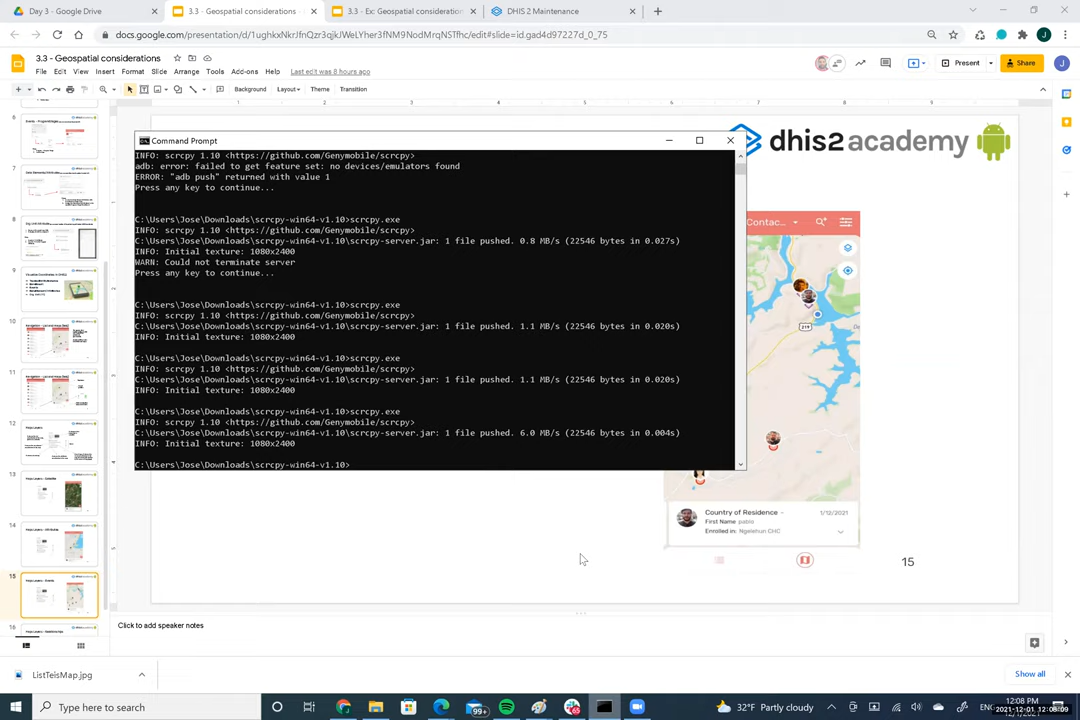 Day 3 - Google Drive
3.3 - Geospatial considerations -
3.3 - Ex: Geospatial considerations
DHIS 2 Maintenance
docs.google.com/presentation/d/1ughkxNkrJfnQzr3qjkJWeLYher3fNM9NodMrqNSTfhc/edit#slide=id.gad4d97227d_0_75
3.3 - Geospatial considerations
File Edit View Insert Format Slide Arrange Tools Add-ons Help Last edit was 8 hours ago
Present
Share
Background Layout Theme Transition
dhis2 academy
Command Prompt
INFO: scrcpy 1.10 <https://github.com/Genymobile/scrcpy>
adb: error: failed to get feature set: no devices/emulators found
ERROR: "adb push" returned with value 1
Press any key to continue...
C:\Users\Jose\Downloads\scrcpy-win64-v1.10>scrcpy.exe
INFO: scrcpy 1.10 <https://github.com/Genymobile/scrcpy>
C:\Users\Jose\Downloads\scrcpy-win64-v1.10\scrcpy-server.jar: 1 file pushed. 0.8 MB/s (22546 bytes in 0.027s)
INFO: Initial texture: 1080x2400
WARN: Could not terminate server
Press any key to continue...
C:\Users\Jose\Downloads\scrcpy-win64-v1.10>scrcpy.exe
INFO: scrcpy 1.10 <https://github.com/Genymobile/scrcpy>
C:\Users\Jose\Downloads\scrcpy-win64-v1.10\scrcpy-server.jar: 1 file pushed. 1.1 MB/s (22546 bytes in 0.020s)
INFO: Initial texture: 1080x2400
C:\Users\Jose\Downloads\scrcpy-win64-v1.10>scrcpy.exe
INFO: scrcpy 1.10 <https://github.com/Genymobile/scrcpy>
C:\Users\Jose\Downloads\scrcpy-win64-v1.10\scrcpy-server.jar: 1 file pushed. 1.1 MB/s (22546 bytes in 0.020s)
INFO: Initial texture: 1080x2400
C:\Users\Jose\Downloads\scrcpy-win64-v1.10>scrcpy.exe
INFO: scrcpy 1.10 <https://github.com/Genymobile/scrcpy>
C:\Users\Jose\Downloads\scrcpy-win64-v1.10\scrcpy-server.jar: 1 file pushed. 6.0 MB/s (22546 bytes in 0.004s)
INFO: Initial texture: 1080x2400
C:\Users\Jose\Downloads\scrcpy-win64-v1.10>
Contac...
219
Country of Residence -
1/12/2021
First Name pablo
Enrolled in: Ngelehun CHC
15
Click to add speaker notes
ListTeisMap.jpg
Show all
Type here to search
99+
32°F Partly cloudy
ENG
12:08 PM
2021-12-01 12:08:09